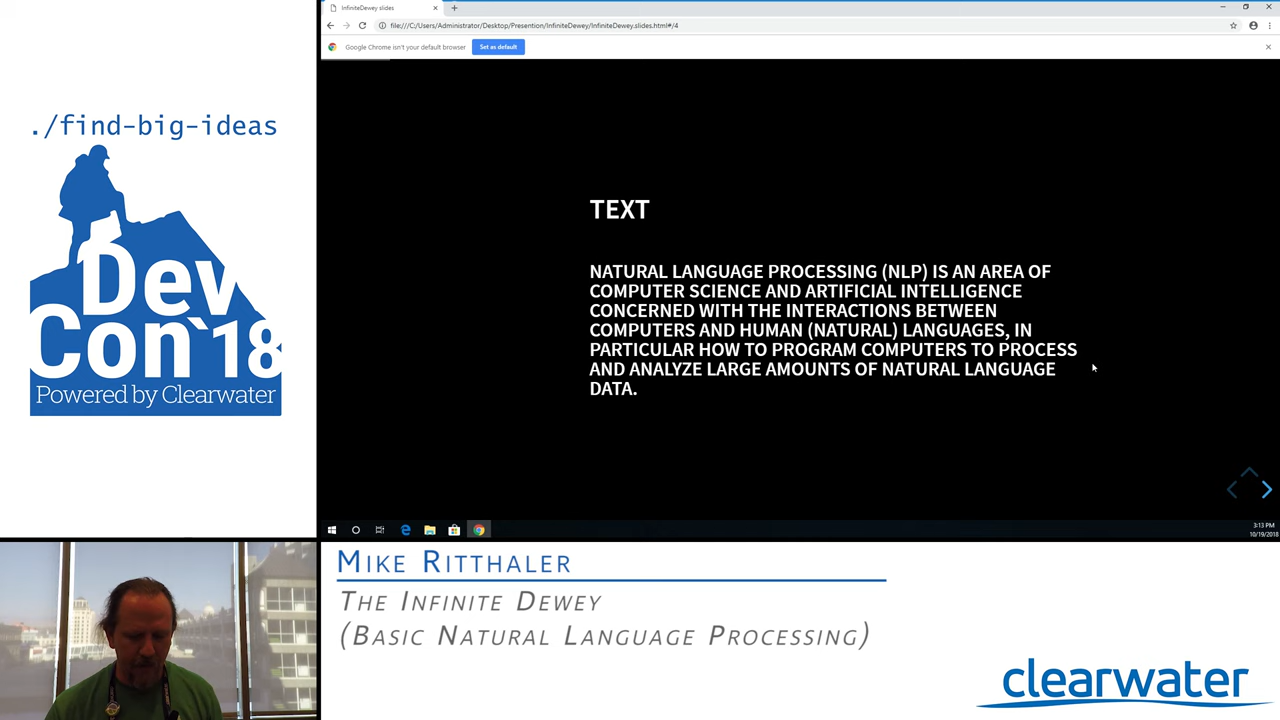 InfiniteDewey slides
file:///C:/Users/Administrator/Desktop/Presention/InfiniteDewey/InfiniteDewey.slides.html#/4
Google Chrome isn't your default browser
Set as default
./find-big-ideas
Dev
Con`18
Powered by Clearwater
TEXT
NATURAL LANGUAGE PROCESSING (NLP) IS AN AREA OF
COMPUTER SCIENCE AND ARTIFICIAL INTELLIGENCE
CONCERNED WITH THE INTERACTIONS BETWEEN
COMPUTERS AND HUMAN (NATURAL) LANGUAGES, IN
PARTICULAR HOW TO PROGRAM COMPUTERS TO PROCESS
AND ANALYZE LARGE AMOUNTS OF NATURAL LANGUAGE
DATA.
3:13 PM
10/19/2018
MIKE RITTHALER
THE INFINITE DEWEY
(BASIC NATURAL LANGUAGE PROCESSING)
clearwater